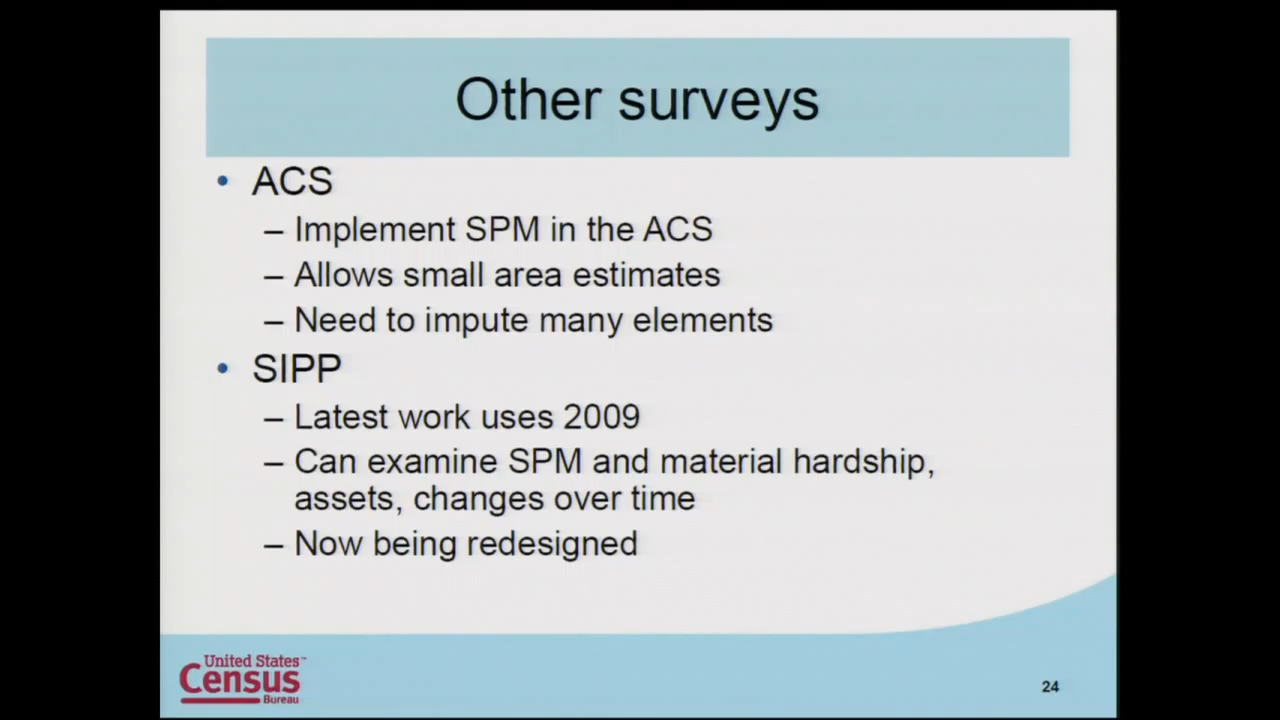 Other surveys
• ACS
– Implement SPM in the ACS
– Allows small area estimates
– Need to impute many elements
• SIPP
– Latest work uses 2009
– Can examine SPM and material hardship,
assets, changes over time
– Now being redesigned
United States™
Census
Bureau
24